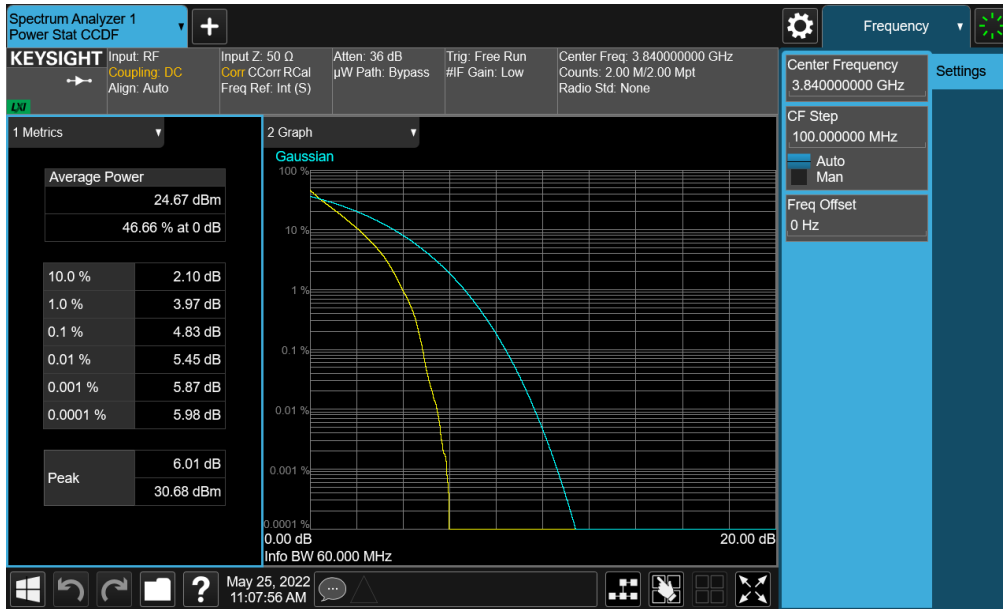 Spectrum Analyzer 1
Power Stat CCDF
Frequency
KEYSIGHT
LXI
Input: RF
Coupling: DC
Align: Auto
Input Z: 50 Ω
Corr CCorr RCal
Freq Ref: Int (S)
Atten: 36 dB
µW Path: Bypass
Trig: Free Run
#IF Gain: Low
Center Freq: 3.840000000 GHz
Counts: 2.00 M/2.00 Mpt
Radio Std: None
Center Frequency
3.840000000 GHz
Settings
CF Step
100.000000 MHz
Auto
Man
Freq Offset
0 Hz
1 Metrics
Average Power
24.67 dBm
46.66 % at 0 dB
10.0 % 2.10 dB
1.0 % 3.97 dB
0.1 % 4.83 dB
0.01 % 5.45 dB
0.001 % 5.87 dB
0.0001 % 5.98 dB
Peak
6.01 dB
30.68 dBm
2 Graph
Gaussian
100 %
10 %
1 %
0.1 %
0.01 %
0.001 %
0.0001 %
0.00 dB 20.00 dB
Info BW 60.000 MHz
?
May 25, 2022
11:07:56 AM